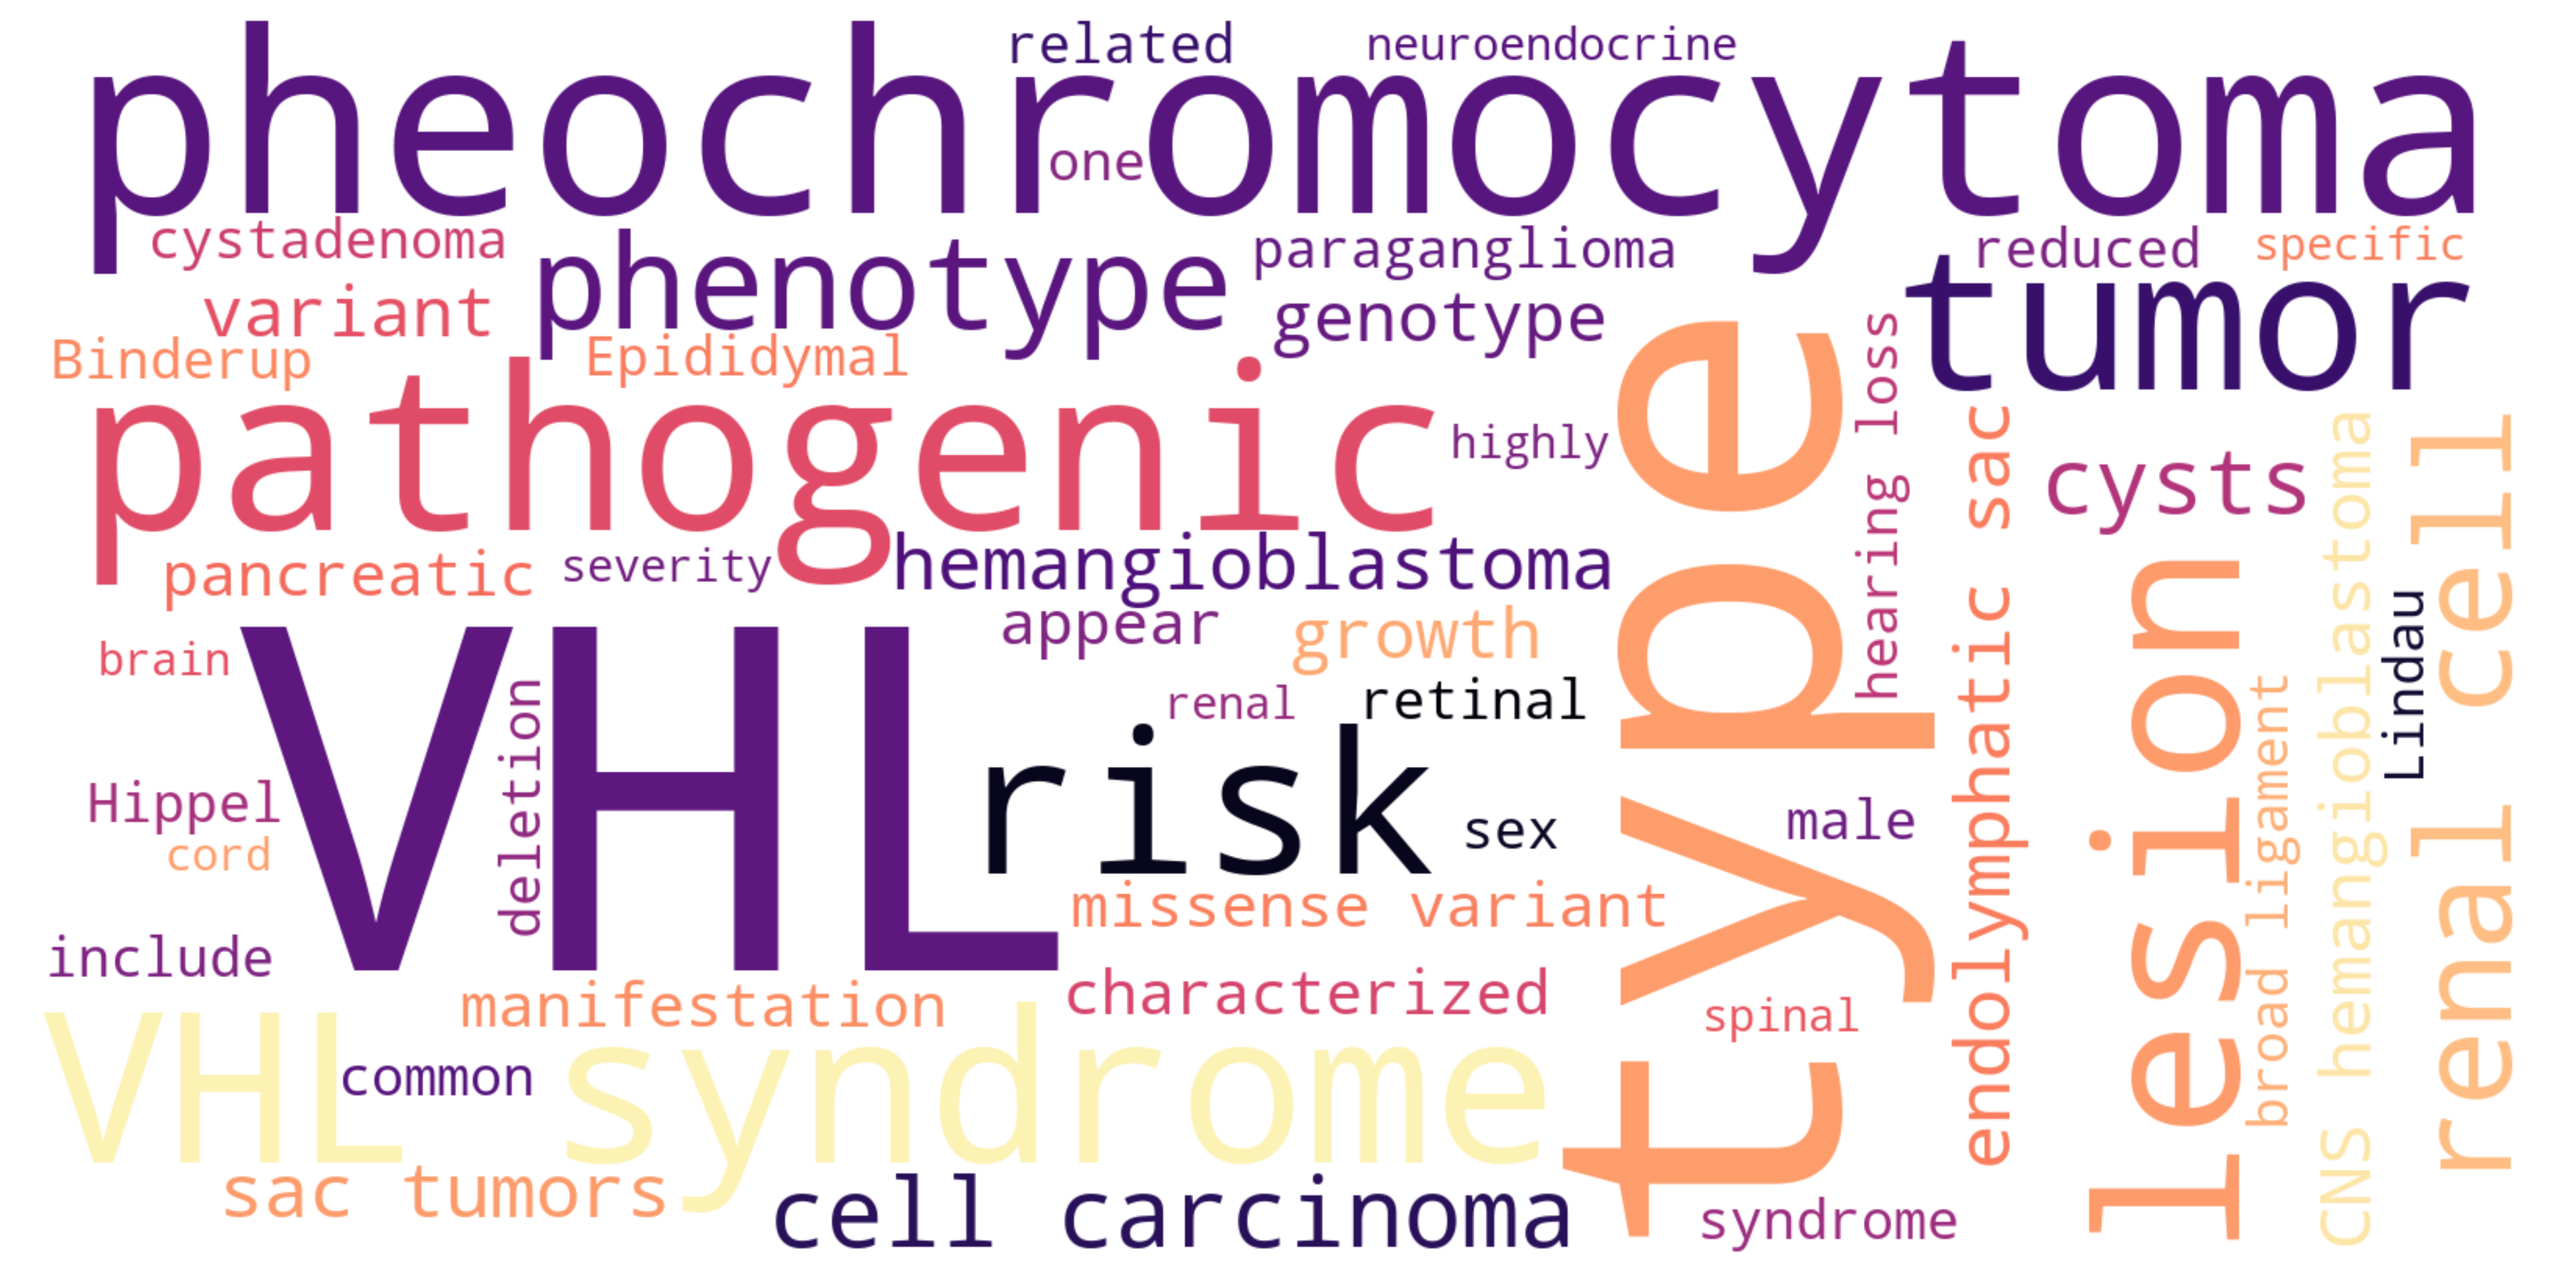 related
neuroendocrine
pheochromocytoma
one
cystadenoma
phenotype
paraganglioma
reduced
specific
variant
genotype
tumor
Binderup
Epididymal
pathogenic
highly
type
hearing loss
endolymphatic sac
cysts
lesion
CNS hemangioblastoma
renal cell
pancreatic
severity
hemangioblastoma
appear
growth
brain
VHL
deletion
renal
retinal
risk
Lindau
broad ligament
Hippel
cord
sex
male
missense variant
include
manifestation
characterized
spinal
VHL syndrome
common
sac tumors
cell carcinoma
syndrome